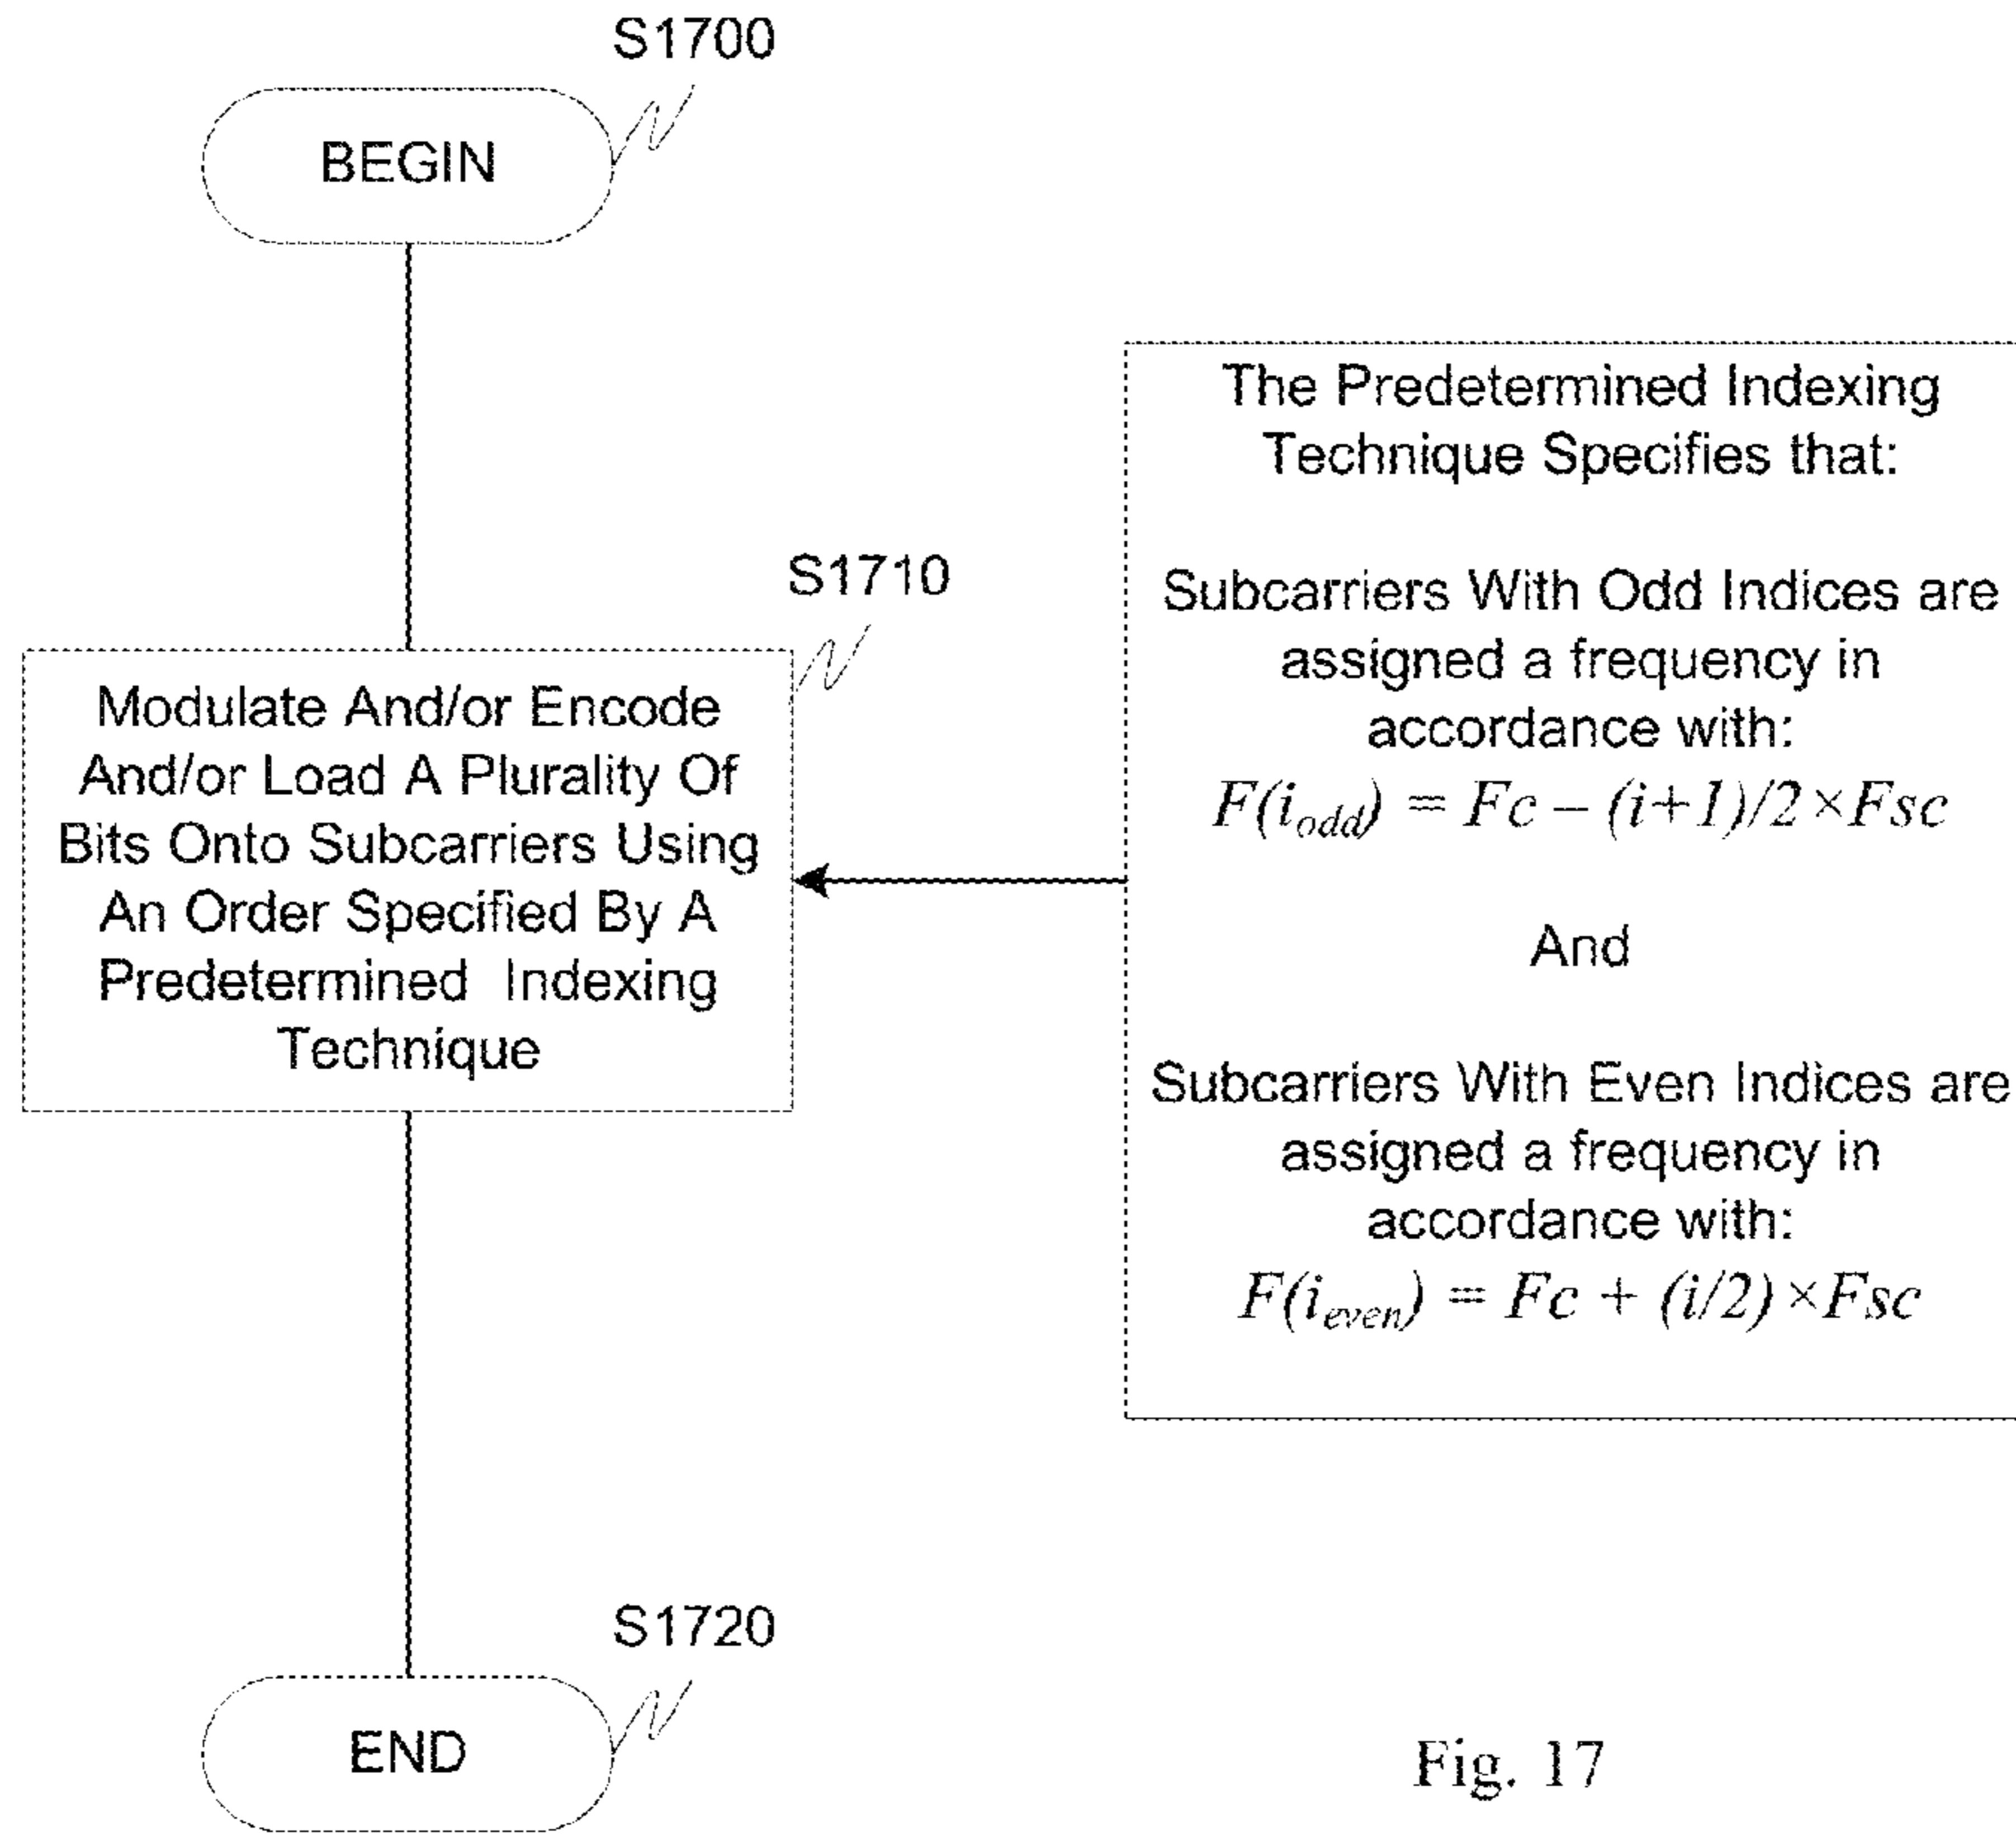 S1700
BEGIN
S1710
Modulate And/or Encode
And/or Load A Plurality Of
Bits Onto Subcarriers Using
An Order Specified By A
Predetermined Indexing
Technique
The Predetermined Indexing
Technique Specifies that:
Subcarriers With Odd Indices are
assigned a frequency in
accordance with:
F(i_odd) = Fc – (i+1)/2 ×Fsc
And
Subcarriers With Even Indices are
assigned a frequency in
accordance with:
F(i_even) = Fc + (i/2) ×Fsc
S1720
END
Fig. 17